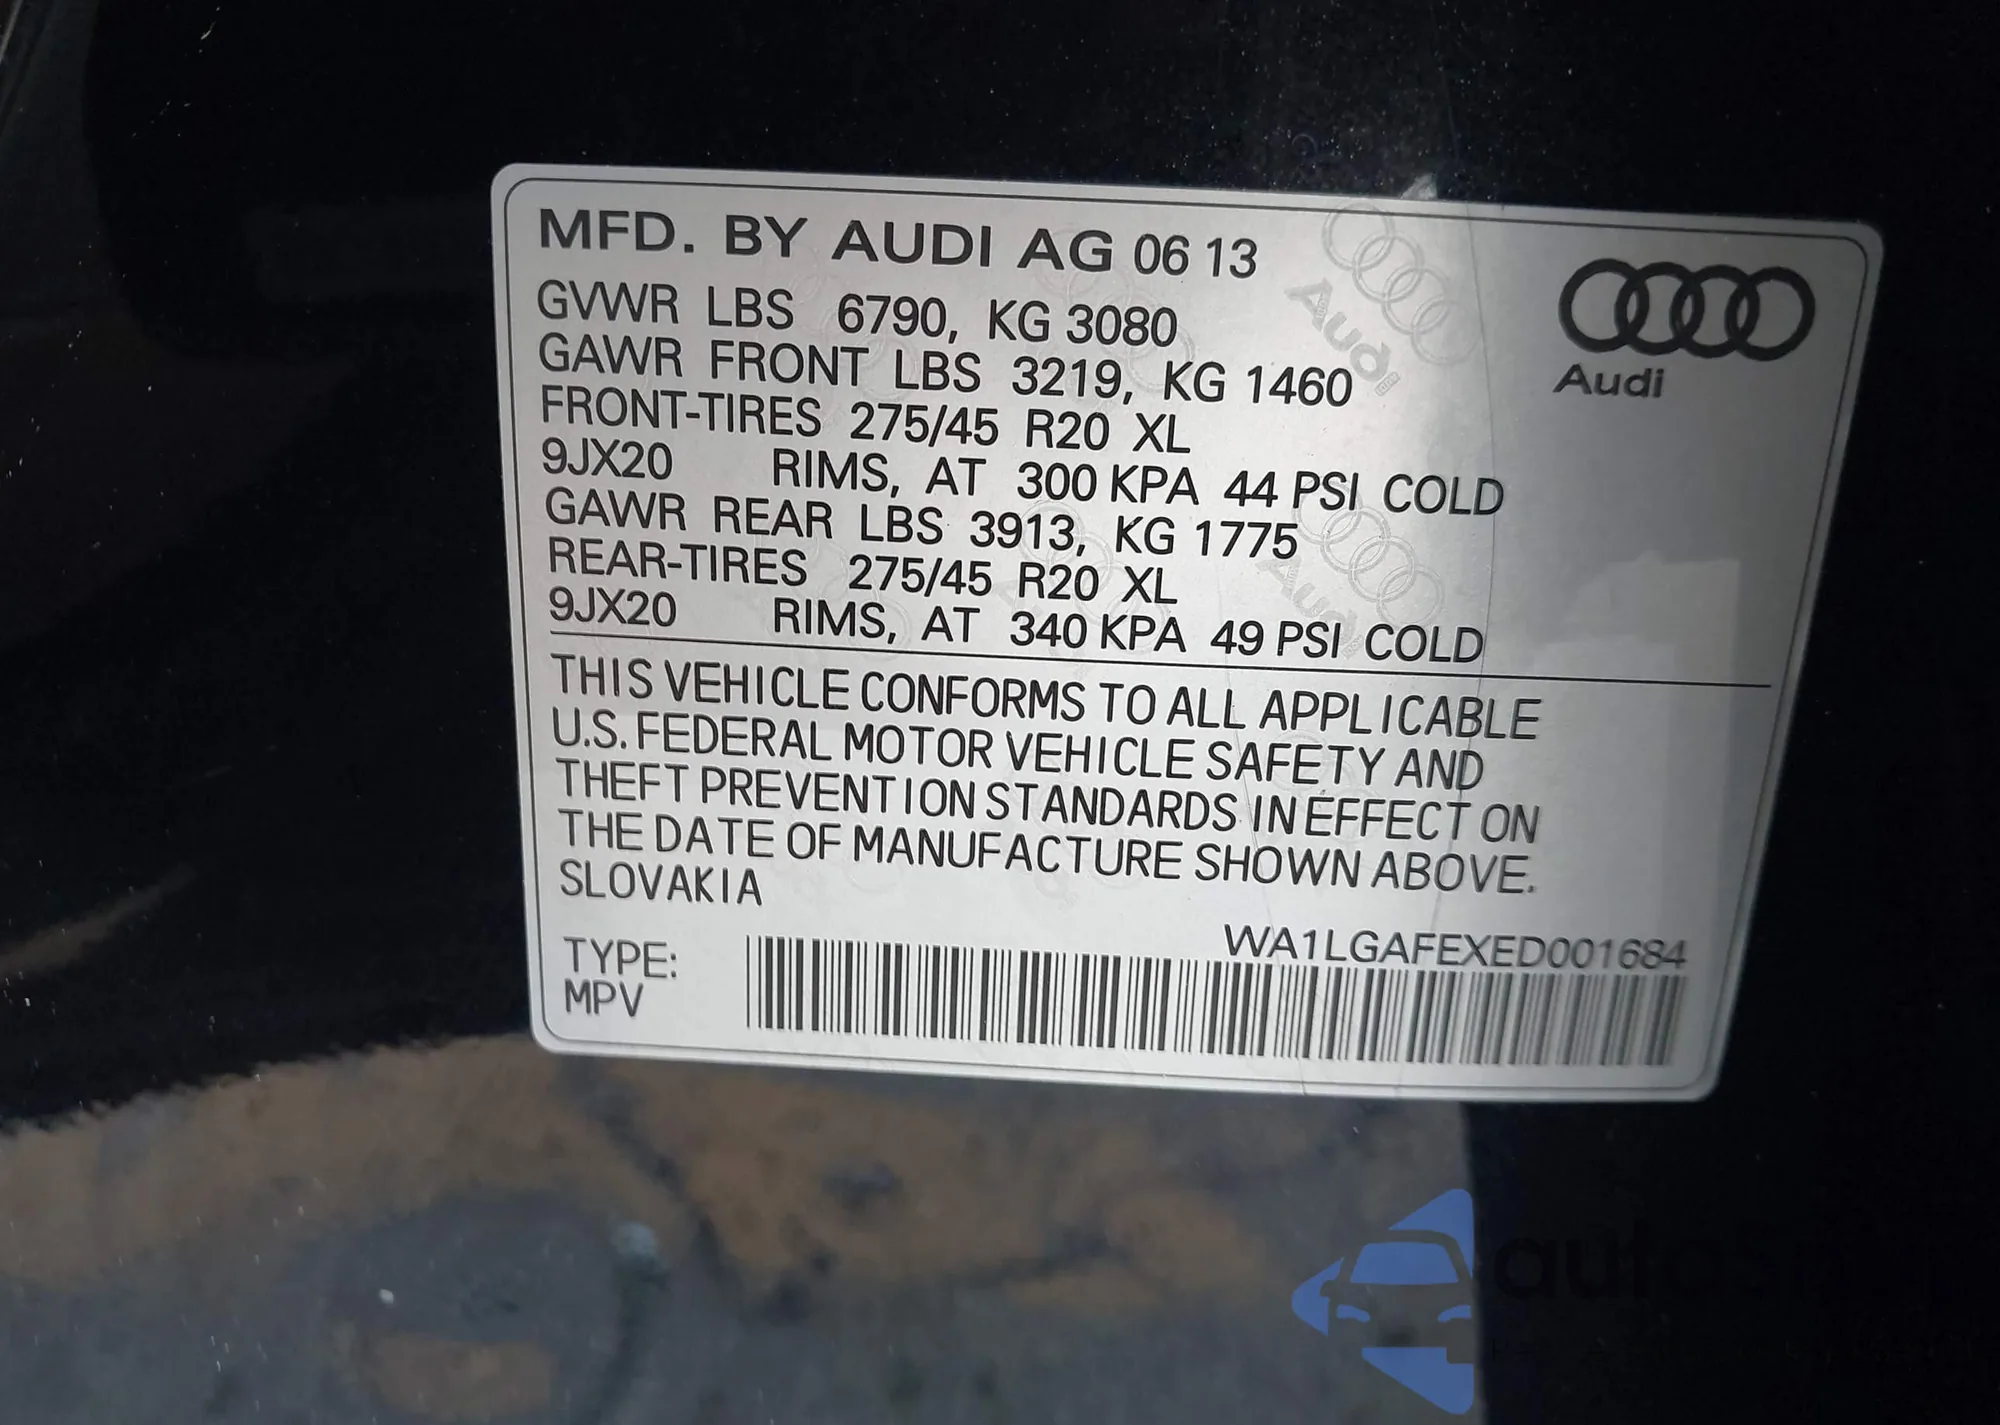 MFD. BY AUDI AG 06 13
GVWR LBS 6790, KG 3080
GAWR FRONT LBS 3219, KG 1460
FRONT-TIRES 275/45 R20 XL
9JX20 RIMS, AT 300 KPA 44 PSI COLD
GAWR REAR LBS 3913, KG 1775
REAR-TIRES 275/45 R20 XL
9JX20 RIMS, AT 340 KPA 49 PSI COLD
Audi
THIS VEHICLE CONFORMS TO ALL APPLICABLE
U.S. FEDERAL MOTOR VEHICLE SAFETY AND
THEFT PREVENTION STANDARDS IN EFFECT ON
THE DATE OF MANUFACTURE SHOWN ABOVE.
SLOVAKIA
WA1LGAFEXED001684
TYPE:
MPV